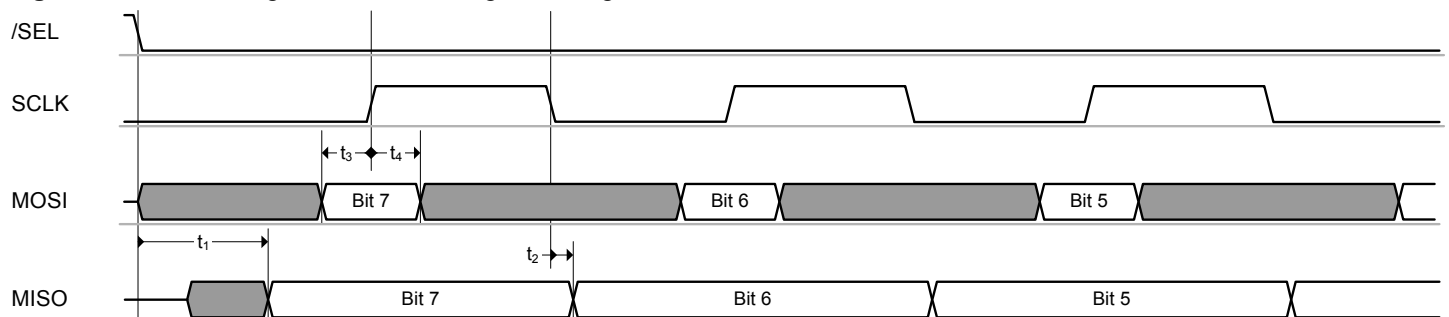 /SEL
SCLK
t₃ t₄
MOSI Bit 7 Bit 6 Bit 5
t₁ t₂
MISO Bit 7 Bit 6 Bit 5